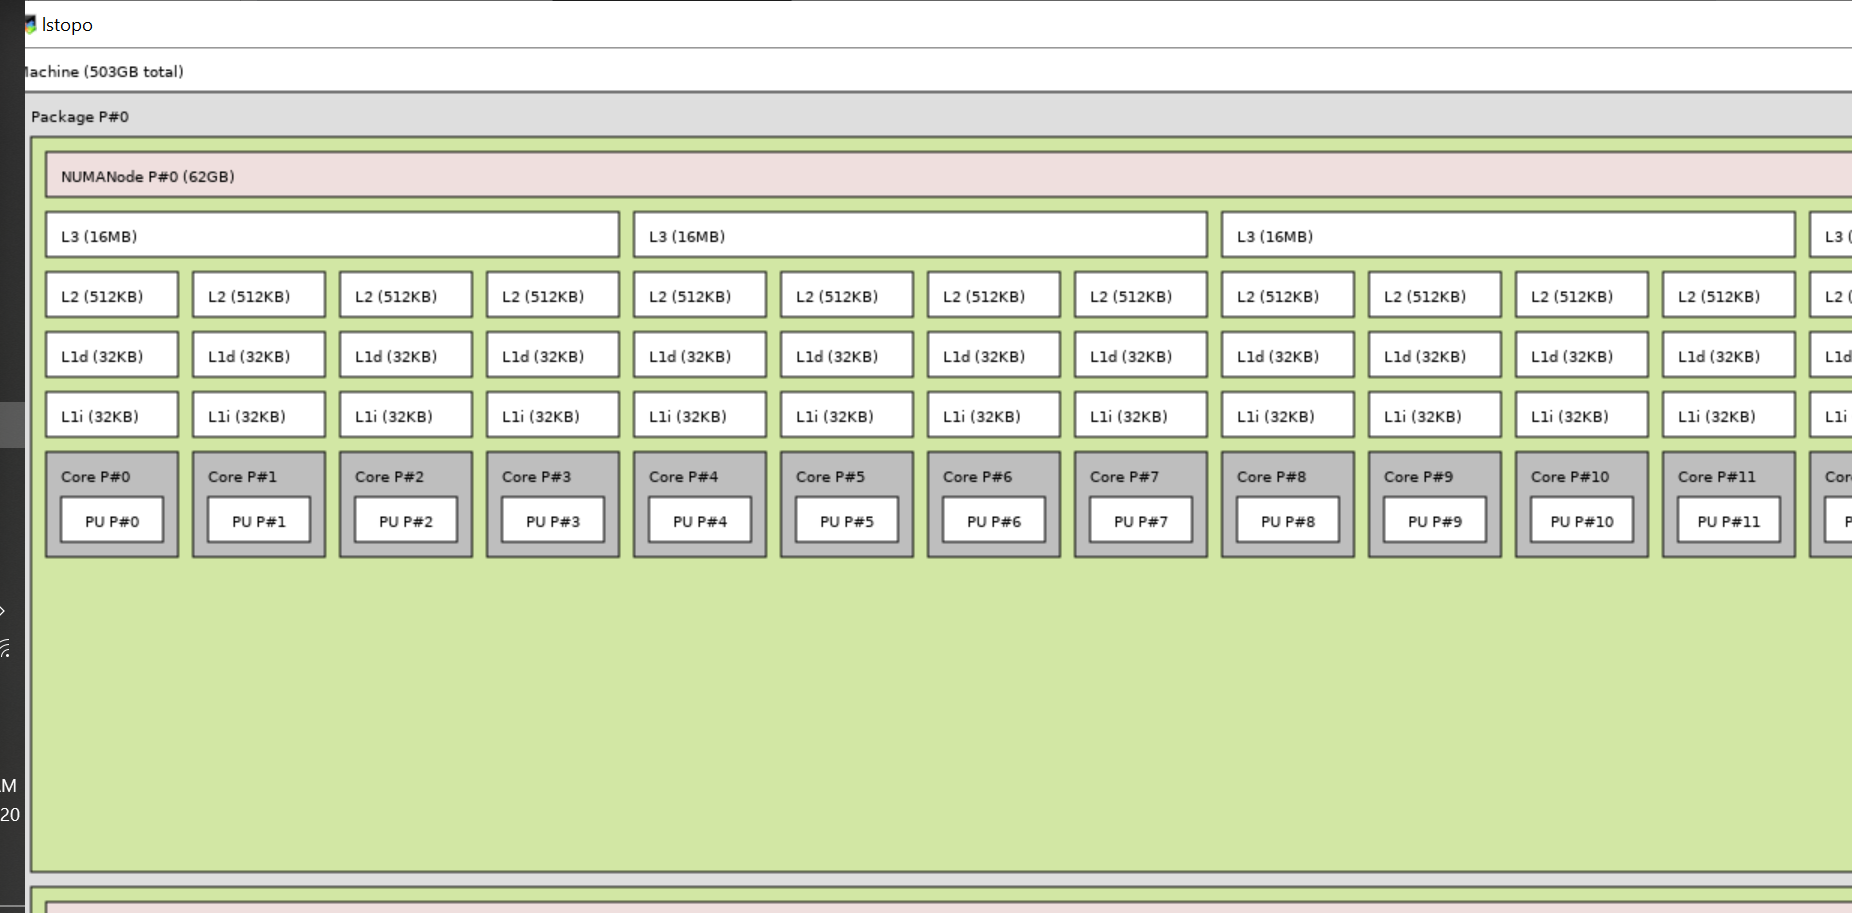 lstopo
Machine (503GB total)
Package P#0
NUMANode P#0 (62GB)
L3 (16MB) L3 (16MB) L3 (16MB) L3 (
L2 (512KB) L2 (512KB) L2 (512KB) L2 (512KB) L2 (512KB) L2 (512KB) L2 (512KB) L2 (512KB) L2 (512KB) L2 (512KB) L2 (512KB) L2 (512KB) L2 (
L1d (32KB) L1d (32KB) L1d (32KB) L1d (32KB) L1d (32KB) L1d (32KB) L1d (32KB) L1d (32KB) L1d (32KB) L1d (32KB) L1d (32KB) L1d (32KB) L1d
L1i (32KB) L1i (32KB) L1i (32KB) L1i (32KB) L1i (32KB) L1i (32KB) L1i (32KB) L1i (32KB) L1i (32KB) L1i (32KB) L1i (32KB) L1i (32KB) L1i
Core P#0 Core P#1 Core P#2 Core P#3 Core P#4 Core P#5 Core P#6 Core P#7 Core P#8 Core P#9 Core P#10 Core P#11 Cor
PU P#0 PU P#1 PU P#2 PU P#3 PU P#4 PU P#5 PU P#6 PU P#7 PU P#8 PU P#9 PU P#10 PU P#11 P
M
20